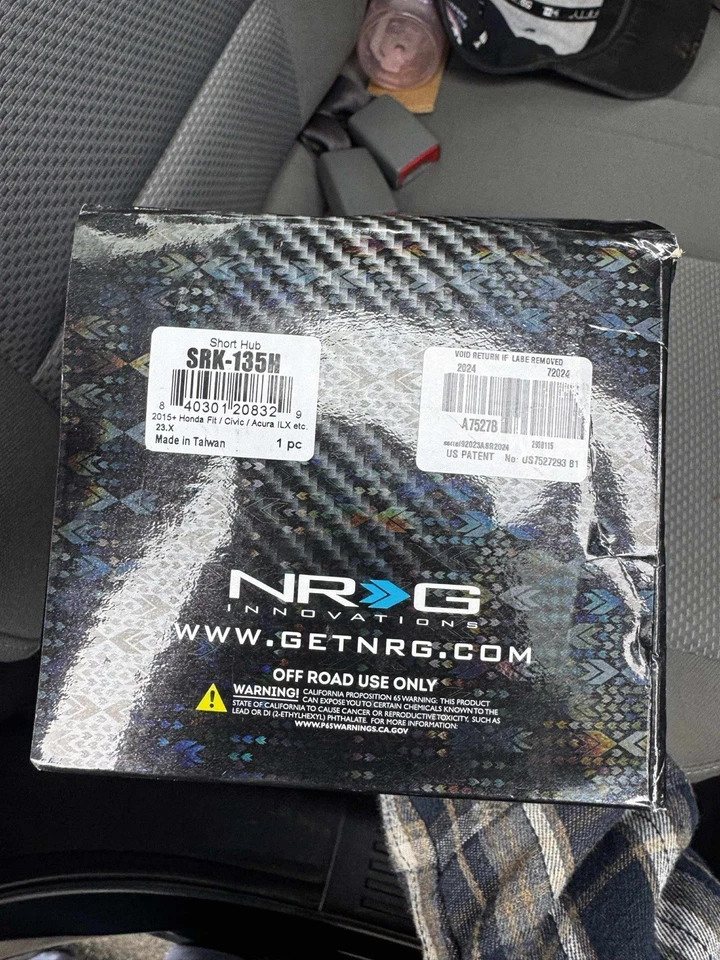 Short Hub
SRK-135H
8 40301 20832 9
2015+ Honda Fit / Civic / Acura ILX etc.
23.X
Made in Taiwan 1 pc
VOID RETURN IF LABE REMOVED
2024 72024
A7527B
US PATENT No: US7527293 B1
NRG
INNOVATIONS
WWW.GETNRG.COM
OFF ROAD USE ONLY
WARNING! CALIFORNIA PROPOSITION 65 WARNING: THIS PRODUCT
CAN EXPOSE YOU TO CERTAIN CHEMICALS KNOWN TO THE
STATE OF CALIFORNIA TO CAUSE CANCER OR REPRODUCTIVE TOXICITY, SUCH AS
LEAD OR DI (2-ETHYLHEXYL) PHTHALATE. FOR MORE INFORMATION:
WWW.P65WARNINGS.CA.GOV